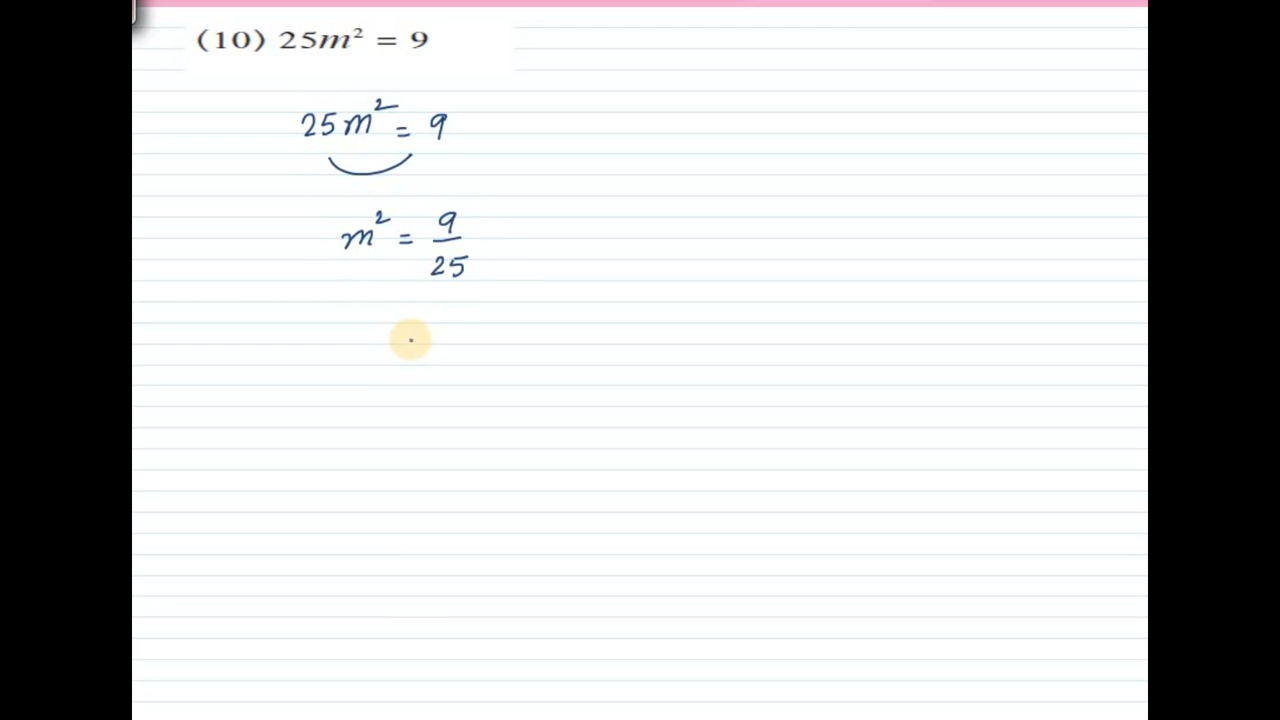 (10) 25m² = 9
25m² = 9
m² = 9/25